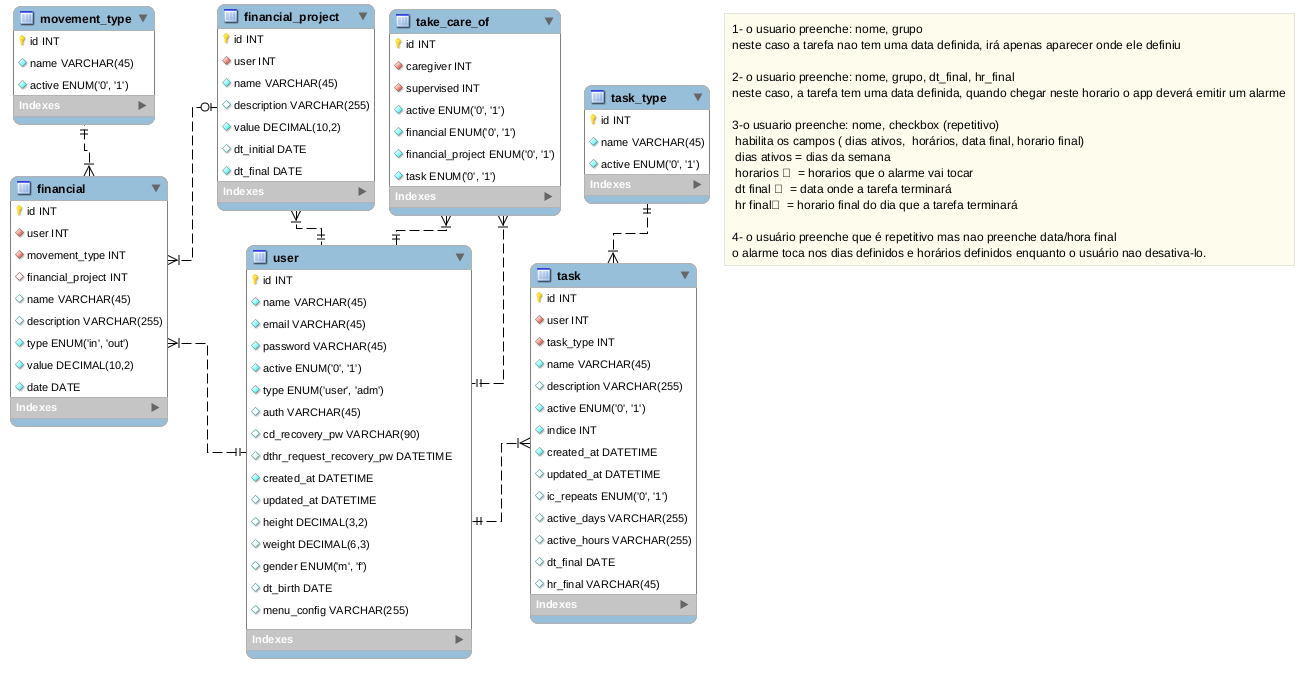 movement_type
id INT
name VARCHAR(45)
active ENUM('0', '1')
Indexes
financial_project
id INT
user INT
name VARCHAR(45)
description VARCHAR(255)
value DECIMAL(10,2)
dt_initial DATE
dt_final DATE
Indexes
take_care_of
id INT
caregiver INT
supervised INT
active ENUM('0', '1')
financial ENUM('0', '1')
financial_project ENUM('0', '1')
task ENUM('0', '1')
Indexes
task_type
id INT
name VARCHAR(45)
active ENUM('0', '1')
Indexes
1- o usuario preenche: nome, grupo
neste caso a tarefa nao tem uma data definida, irá apenas aparecer onde ele definiu
2- o usuario preenche: nome, grupo, dt_final, hr_final
neste caso, a tarefa tem uma data definida, quando chegar neste horario o app deverá emitir um alarme
3-o usuario preenche: nome, checkbox (repetitivo)
habilita os campos ( dias ativos, horários, data final, horario final)
dias ativos = dias da semana
horarios = horarios que o alarme vai tocar
dt final = data onde a tarefa terminará
hr final = horario final do dia que a tarefa terminará
4- o usuário preenche que é repetitivo mas nao preenche data/hora final
o alarme toca nos dias definidos e horários definidos enquanto o usuário nao desativa-lo.
financial
id INT
user INT
movement_type INT
financial_project INT
name VARCHAR(45)
description VARCHAR(255)
type ENUM('in', 'out')
value DECIMAL(10,2)
date DATE
Indexes
user
id INT
name VARCHAR(45)
email VARCHAR(45)
password VARCHAR(45)
active ENUM('0', '1')
type ENUM('user', 'adm')
auth VARCHAR(45)
cd_recovery_pw VARCHAR(90)
dthr_request_recovery_pw DATETIME
created_at DATETIME
updated_at DATETIME
height DECIMAL(3,2)
weight DECIMAL(6,3)
gender ENUM('m', 'f')
dt_birth DATE
menu_config VARCHAR(255)
Indexes
task
id INT
user INT
task_type INT
name VARCHAR(45)
description VARCHAR(255)
active ENUM('0', '1')
indice INT
created_at DATETIME
updated_at DATETIME
ic_repeats ENUM('0', '1')
active_days VARCHAR(255)
active_hours VARCHAR(255)
dt_final DATE
hr_final VARCHAR(45)
Indexes